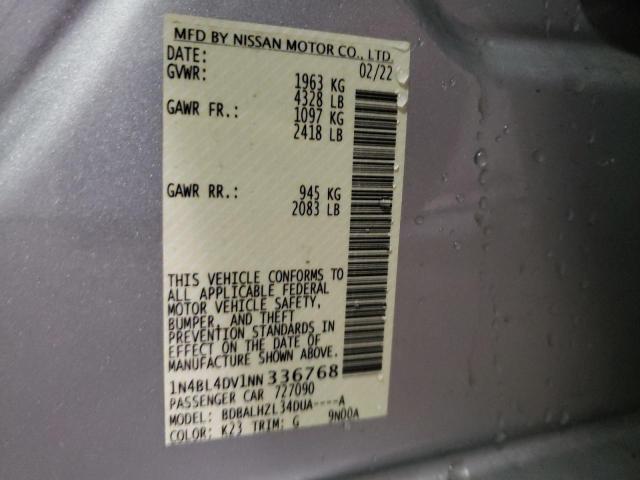 MFD BY NISSAN MOTOR CO., LTD.
DATE: 02/22
GVWR: 1963 KG
4328 LB
GAWR FR.: 1097 KG
2418 LB
GAWR RR.: 945 KG
2083 LB
THIS VEHICLE CONFORMS TO
ALL APPLICABLE FEDERAL
MOTOR VEHICLE SAFETY,
BUMPER, AND THEFT
PREVENTION STANDARDS IN
EFFECT ON THE DATE OF
MANUFACTURE SHOWN ABOVE.
1N4BL4DV1NN336768
PASSENGER CAR 727090
MODEL: BDBALHZL34DUA----A
COLOR: K23 TRIM: G 9N00A